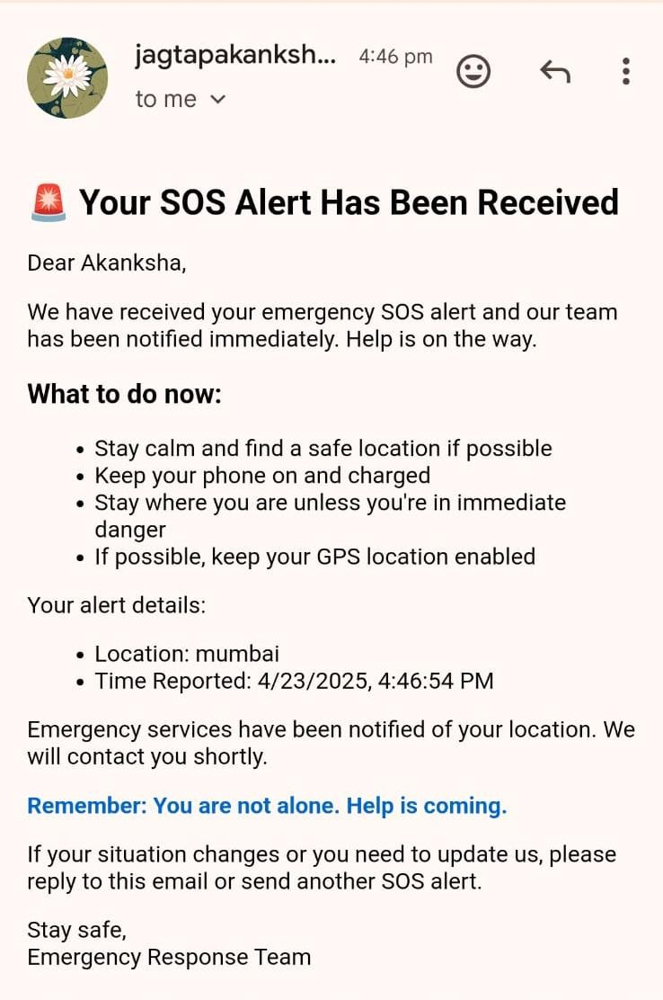 jagtapakanksh... 4:46 pm
to me
🚨 Your SOS Alert Has Been Received
Dear Akanksha,
We have received your emergency SOS alert and our team
has been notified immediately. Help is on the way.
What to do now:
• Stay calm and find a safe location if possible
• Keep your phone on and charged
• Stay where you are unless you're in immediate
danger
• If possible, keep your GPS location enabled
Your alert details:
• Location: mumbai
• Time Reported: 4/23/2025, 4:46:54 PM
Emergency services have been notified of your location. We
will contact you shortly.
Remember: You are not alone. Help is coming.
If your situation changes or you need to update us, please
reply to this email or send another SOS alert.
Stay safe,
Emergency Response Team